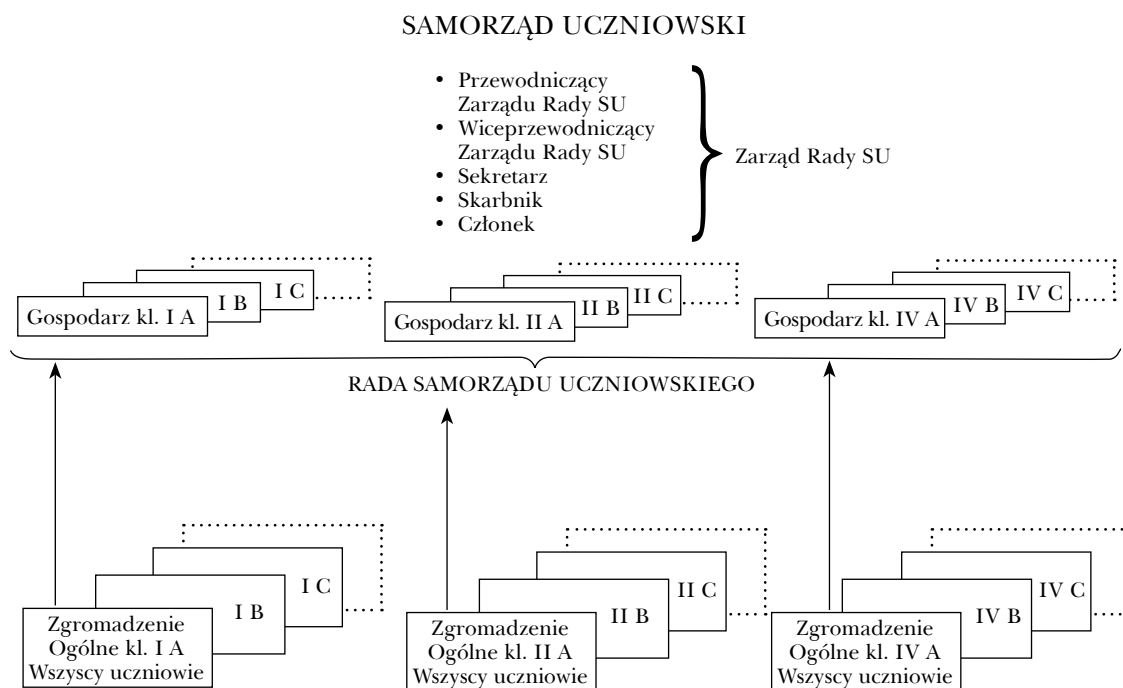 SAMORZĄD UCZNIOWSKI
• Przewodniczący
Zarządu Rady SU
• Wiceprzewodniczący
Zarządu Rady SU
• Sekretarz
• Skarbnik
• Członek
Zarząd Rady SU
Gospodarz kl. I A
I B
I C
Gospodarz kl. II A
II B
II C
Gospodarz kl. IV A
IV B
IV C
RADA SAMORZĄDU UCZNIOWSKIEGO
Zgromadzenie
Ogólne kl. I A
Wszyscy uczniowie
I B
I C
Zgromadzenie
Ogólne kl. II A
Wszyscy uczniowie
II B
II C
Zgromadzenie
Ogólne kl. IV A
Wszyscy uczniowie
IV B
IV C